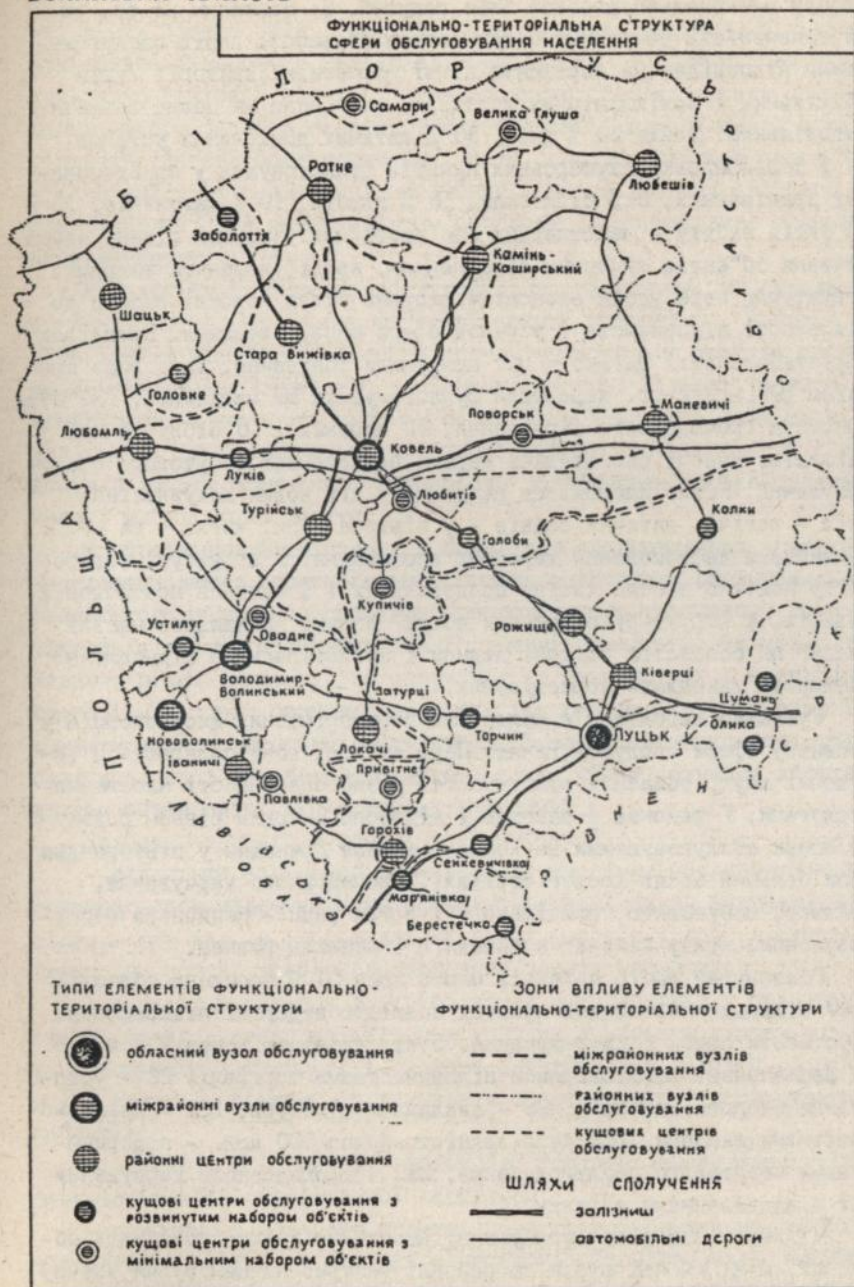 ФУНКЦІОНАЛЬНО-ТЕРИТОРІАЛЬНА СТРУКТУРА
СФЕРИ ОБСЛУГОВУВАННЯ НАСЕЛЕННЯ
БІЛОРУСЬ
Самари
Велика Глуша
Ратне
Любешів
Заболоття
Камінь-
Каширський
Шацьк
Стара Вижівка
Головне
Поворськ
Маневичі
Любомль
Ковель
Луків
Любитів
Турійськ
Голоби
Колки
Купичів
Устилуг
Овадне
Рожище
Володимир-
Волинський
Затурці
Ківерці
Цумань
Олика
Нововолинськ
Локачі
Торчин
ЛУЦЬК
Іваничі
Привітне
Павлівка
Горохів
Сенкевичівка
Мар'янівка
Берестечко
ПОЛЬЩА
ОБЛАСТЬ
ТИПИ ЕЛЕМЕНТІВ ФУНКЦІОНАЛЬНО-
ТЕРИТОРІАЛЬНОЇ СТРУКТУРИ
обласний вузол обслуговування
міжрайонні вузли обслуговування
районні центри обслуговування
кущові центри обслуговування з
розвинутим набором об'єктів
кущові центри обслуговування з
мінімальним набором об'єктів
ЗОНИ ВПЛИВУ ЕЛЕМЕНТІВ
ФУНКЦІОНАЛЬНО-ТЕРИТОРІАЛЬНОЇ СТРУКТУРИ
міжрайонних вузлів
обслуговування
районних вузлів
обслуговування
кущових центрів
обслуговування
ШЛЯХИ СПОЛУЧЕННЯ
залізниці
автомобільні дороги